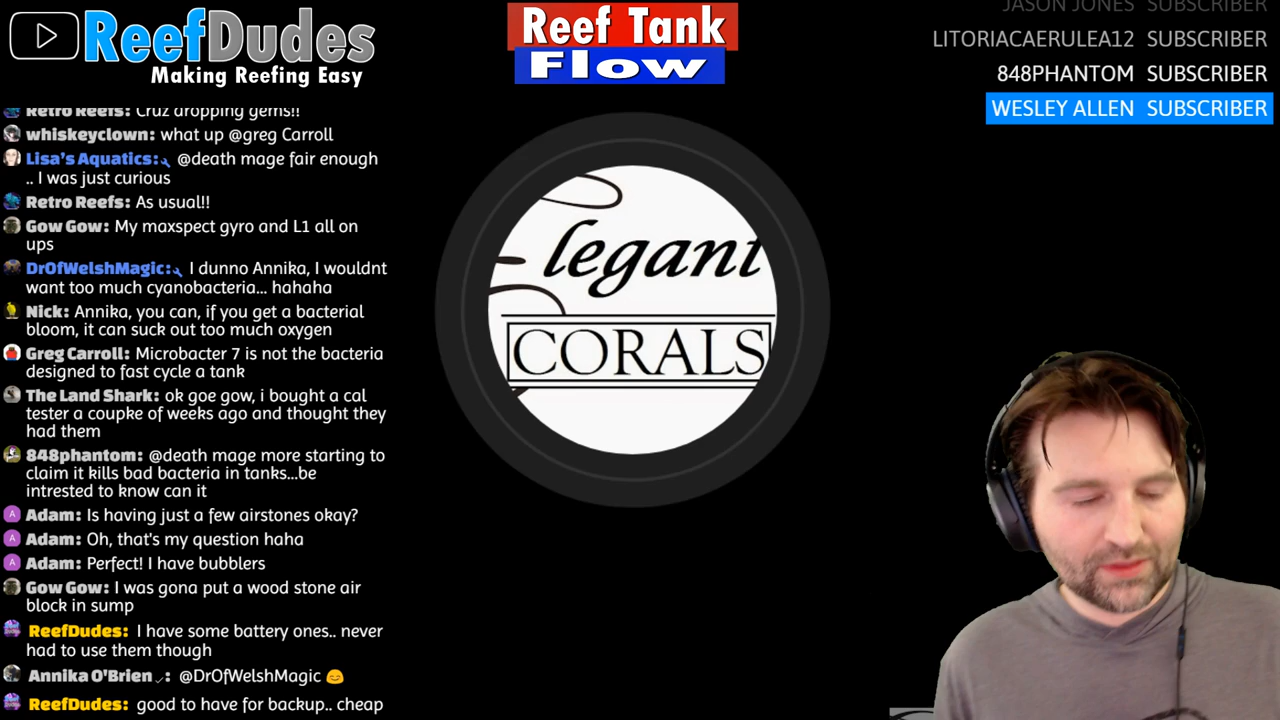 ReefDudes
Making Reefing Easy
Reef Tank
Flow
JASON JONES SUBSCRIBER
LITORIACAERULEA12 SUBSCRIBER
848PHANTOM SUBSCRIBER
WESLEY ALLEN SUBSCRIBER
Retro Reefs: Cruz dropping gems!!
whiskeyclown: what up @greg Carroll
Lisa's Aquatics: @death mage fair enough
.. I was just curious
Retro Reefs: As usual!!
Gow Gow: My maxspect gyro and L1 all on
ups
DrOfWelshMagic: I dunno Annika, I wouldnt
want too much cyanobacteria... hahaha
Nick: Annika, you can, if you get a bacterial
bloom, it can suck out too much oxygen
Greg Carroll: Microbacter 7 is not the bacteria
designed to fast cycle a tank
The Land Shark: ok goe gow, i bought a cal
tester a coupke of weeks ago and thought they
had them
848phantom: @death mage more starting to
claim it kills bad bacteria in tanks...be
intrested to know can it
A Adam: Is having just a few airstones okay?
A Adam: Oh, that's my question haha
A Adam: Perfect! I have bubblers
Gow Gow: I was gona put a wood stone air
block in sump
ReefDudes: I have some battery ones.. never
had to use them though
Annika O'Brien ✓: @DrOfWelshMagic 😊
ReefDudes: good to have for backup.. cheap
legant
CORALS